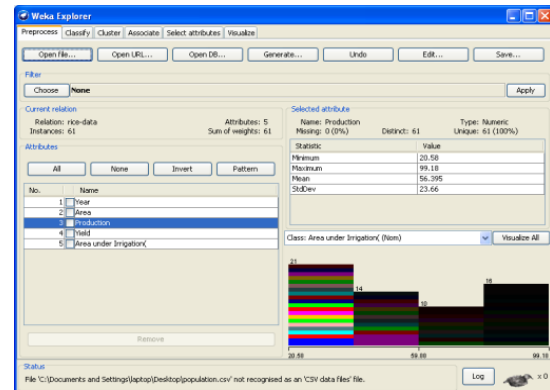 Weka Explorer
Preprocess Classify Cluster Associate Select attributes Visualize
Open file... Open URL... Open DB... Generate... Undo Edit... Save...
Filter
Choose None Apply
Current relation
Relation: rice-data Attributes: 5
Instances: 61 Sum of weights: 61
Selected attribute
Name: Production Type: Numeric
Missing: 0 (0%) Distinct: 61 Unique: 61 (100%)
Statistic Value
Minimum 20.58
Maximum 99.18
Mean 56.395
StdDev 23.66
Attributes
All None Invert Pattern
No. Name
1 Year
2 Area
3 Production
4 Yield
5 Area under Irrigation(
Remove
Class: Area under Irrigation( (Nom) Visualize All
21
14
10
16
20.58 59.88 99.18
Status
File 'C:\Documents and Settings\laptop\Desktop\population.csv' not recognised as an 'CSV data files' file.
Log x 0